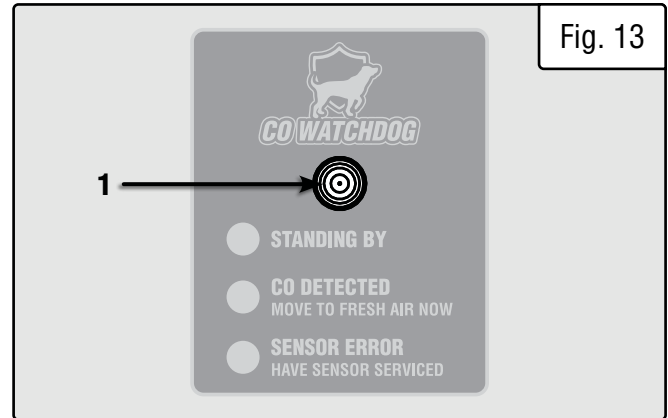 Fig. 13
CO WATCHDOG
1
STANDING BY
CO DETECTED
MOVE TO FRESH AIR NOW
SENSOR ERROR
HAVE SENSOR SERVICED